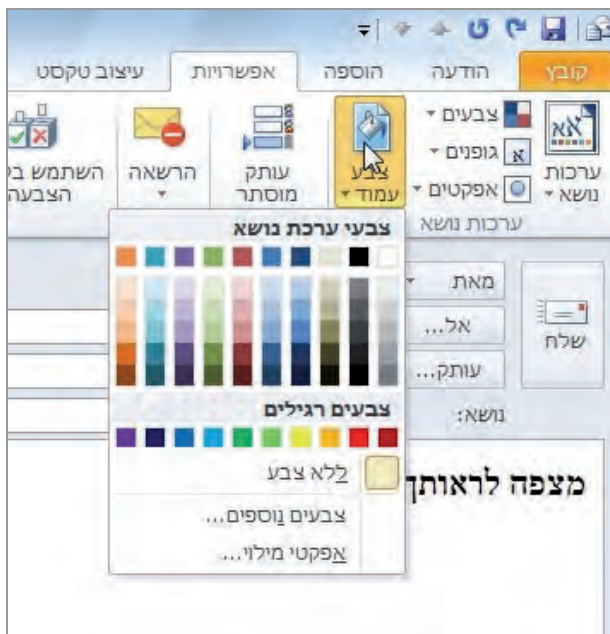 קובץ הודעה הוספה אפשרויות עיצוב טקסט
ערכות נושא
צבעים
גופנים
אפקטים
צבע עמוד
עותק מוסתר
הרשאה
השתמש
הצבעה
ערכות נושא
צבעי ערכת נושא
צבעים רגילים
ללא צבע
צבעים נוספים...
אפקטי מילוי...
שלח
מאת
אל...
עותק...
נושא:
מצפה לראותך